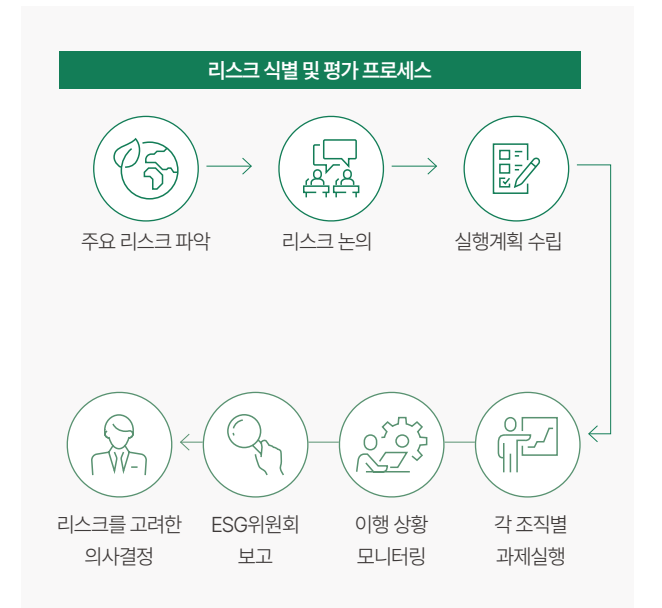 리스크 식별 및 평가 프로세스
주요 리스크 파악
리스크 논의
실행계획 수립
리스크를 고려한
의사결정
ESG위원회
보고
이행 상황
모니터링
각 조직별
과제실행